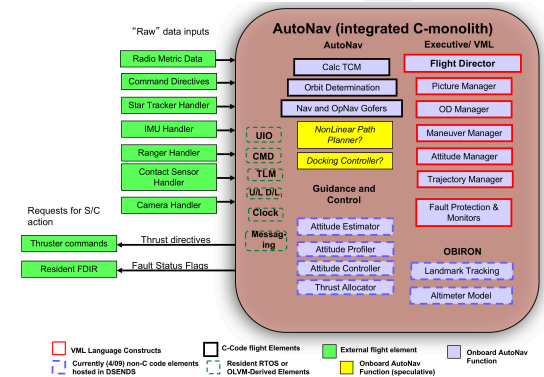 "Raw" data inputs
Radio Metric Data
Command Directives
Star Tracker Handler
IMU Handler
Ranger Handler
Contact Sensor
Handler
Camera Handler
Requests for S/C
action
Thruster commands
Resident FDIR
Thrust directives
Fault Status Flags
AutoNav (integrated C-monolith)
AutoNav
Calc TCM
Orbit Determination
Nav and OpNav Gofers
NonLinear Path
Planner?
Docking Controller?
UIO
CMD
TLM
U/L D/L
Clock
Messag-
ing
Guidance and
Control
Attitude Estimator
Attitude Profiler
Attitude Controller
Thrust Allocator
Executive/ VML
Flight Director
Picture Manager
OD Manager
Maneuver Manager
Attitude Manager
Trajectory Manager
Fault Protection &
Monitors
OBIRON
Landmark Tracking
Altimeter Model
VML Language Constructs
C-Code flight Elements
External flight element
Onboard AutoNav
Function
Currently (4/09) non-C code elements
hosted in DSENDS
Resident RTOS or
OLVM-Derived Elements
Onboard AutoNav
Function (speculative)